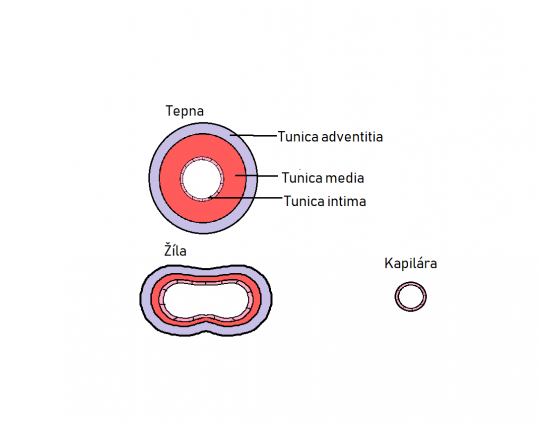 Tepna
Tunica adventitia
Tunica media
Tunica intima
Žíla
Kapilára